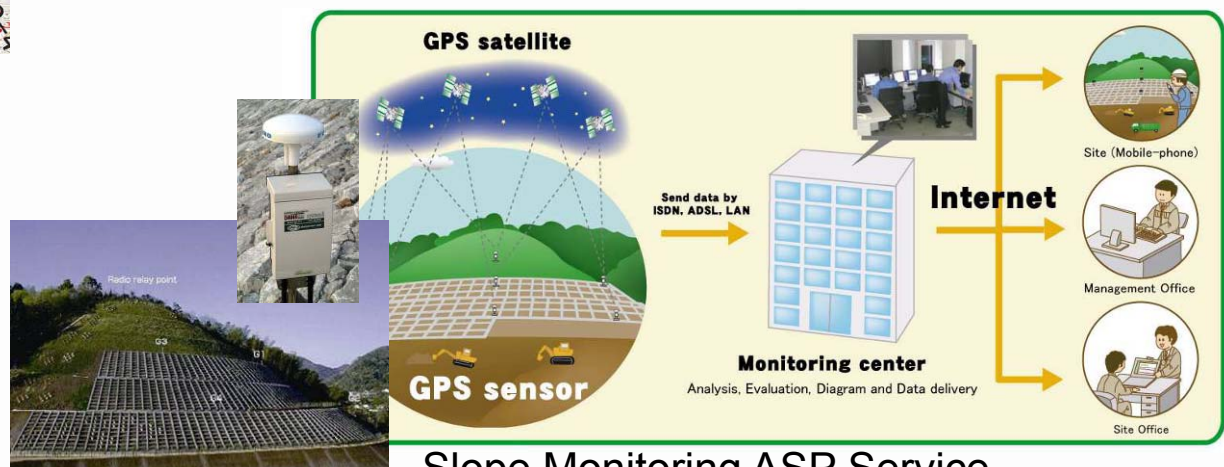 GPS satellite
Send data by
ISDN, ADSL, LAN
Internet
Site (Mobile-phone)
Management Office
Site Office
Monitoring center
Analysis, Evaluation, Diagram and Data delivery
GPS sensor
Radio relay point
G3
G1
Slope Monitoring ASP Service